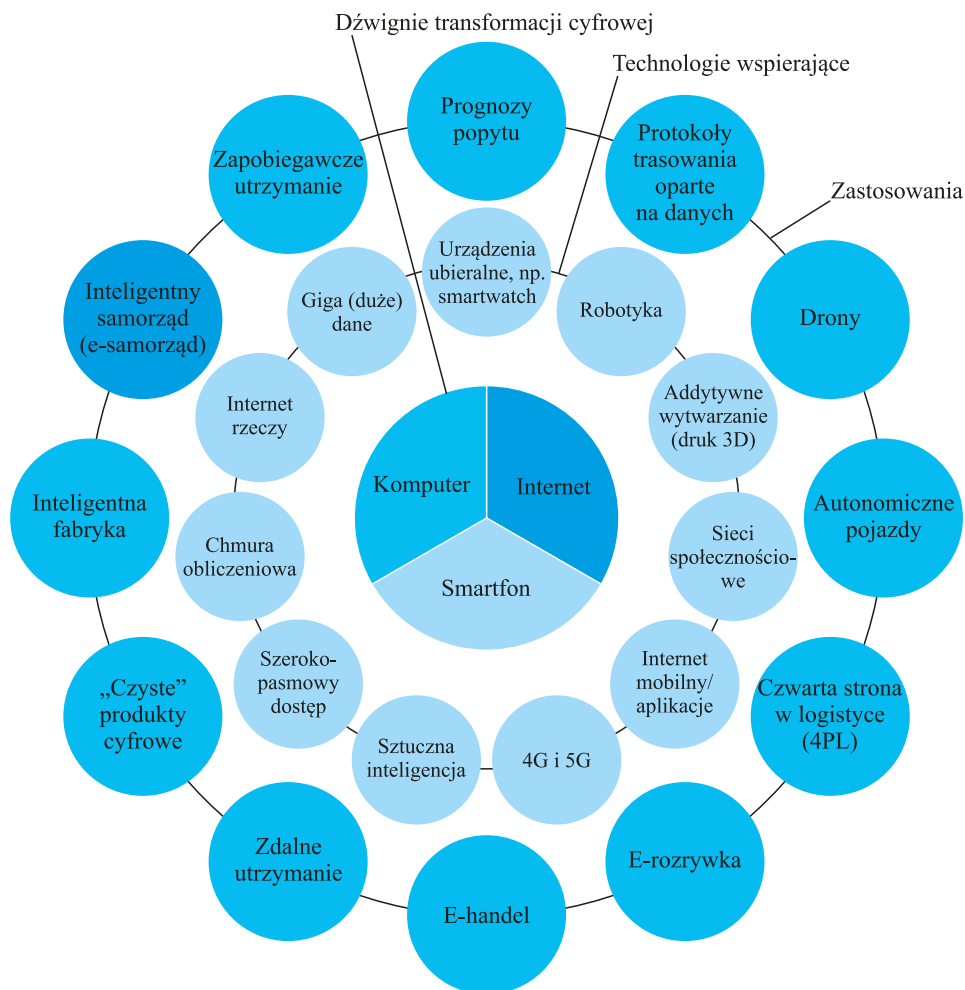 Dźwignie transformacji cyfrowej
Technologie wspierające
Zastosowania
Prognozy
popytu
Protokoły
trasowania
oparte
na danych
Drony
Autonomiczne
pojazdy
Czwarta strona
w logistyce
(4PL)
E-rozrywka
E-handel
Zdalne
utrzymanie
„Czyste”
produkty
cyfrowe
Inteligentna
fabryka
Inteligentny
samorząd
(e-samorząd)
Zapobiegawcze
utrzymanie
Urządzenia
ubieralne, np.
smartwatch
Robotyka
Addytywne
wytwarzanie
(druk 3D)
Sieci
społecznościo-
we
Internet
mobilny/
aplikacje
4G i 5G
Sztuczna
inteligencja
Szeroko-
pasmowy
dostęp
Chmura
obliczeniowa
Internet
rzeczy
Giga (duże)
dane
Komputer
Internet
Smartfon